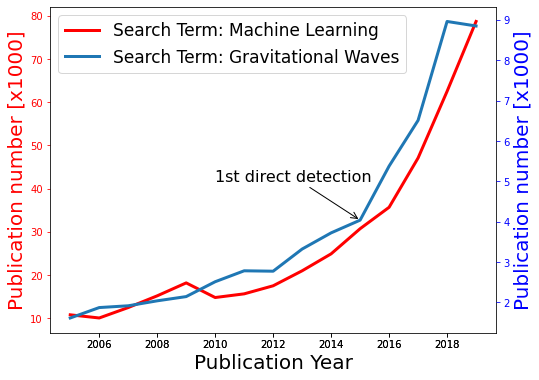 Search Term: Machine Learning
Search Term: Gravitational Waves
1st direct detection
Publication number [x1000]
80
70
60
50
40
30
20
10
Publication number [x1000]
9
8
7
6
5
4
3
2
2006 2008 2010 2012 2014 2016 2018
Publication Year